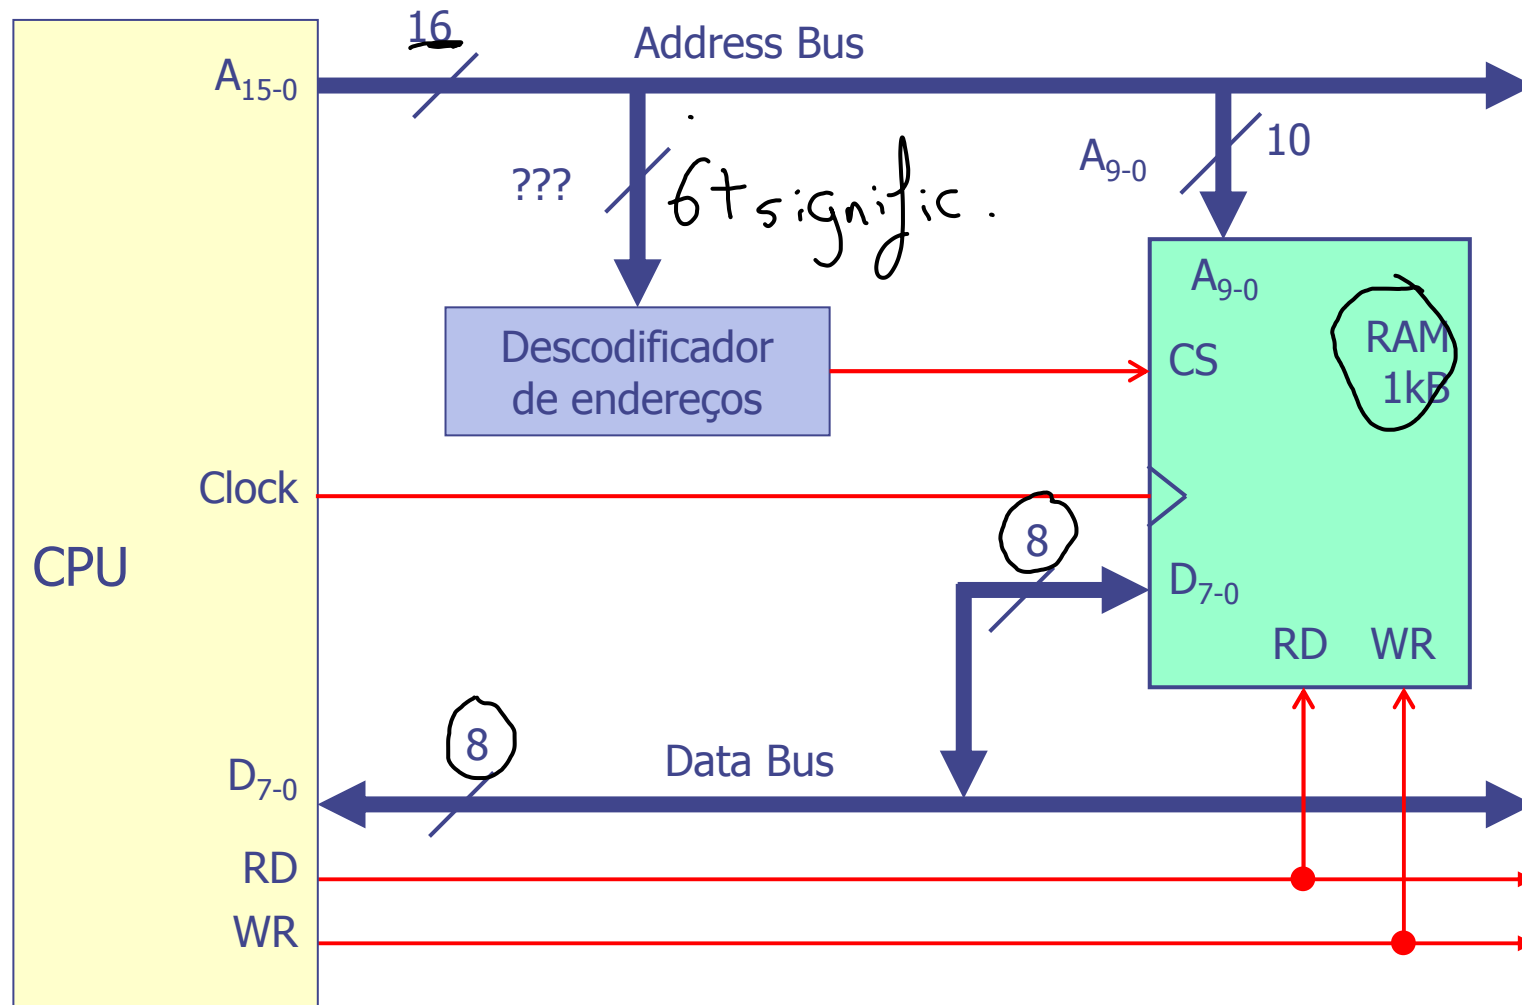 16
Address Bus
A15-0
???
6 + signific.
A9-0
10
A9-0
Descodificador
de endereços
CS
RAM
1kB
Clock
8
CPU
D7-0
RD WR
8
Data Bus
D7-0
RD
WR